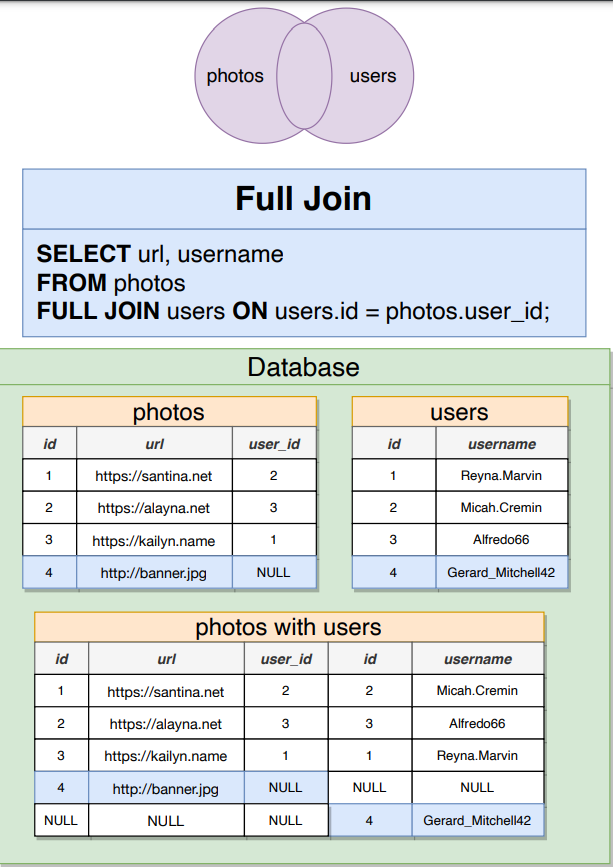 photos users
Full Join
SELECT url, username
FROM photos
FULL JOIN users ON users.id = photos.user_id;
Database
photos
id url user_id
1 https://santina.net 2
2 https://alayna.net 3
3 https://kailyn.name 1
4 http://banner.jpg NULL
users
id username
1 Reyna.Marvin
2 Micah.Cremin
3 Alfredo66
4 Gerard_Mitchell42
photos with users
id url user_id id username
1 https://santina.net 2 2 Micah.Cremin
2 https://alayna.net 3 3 Alfredo66
3 https://kailyn.name 1 1 Reyna.Marvin
4 http://banner.jpg NULL NULL NULL
NULL NULL NULL 4 Gerard_Mitchell42